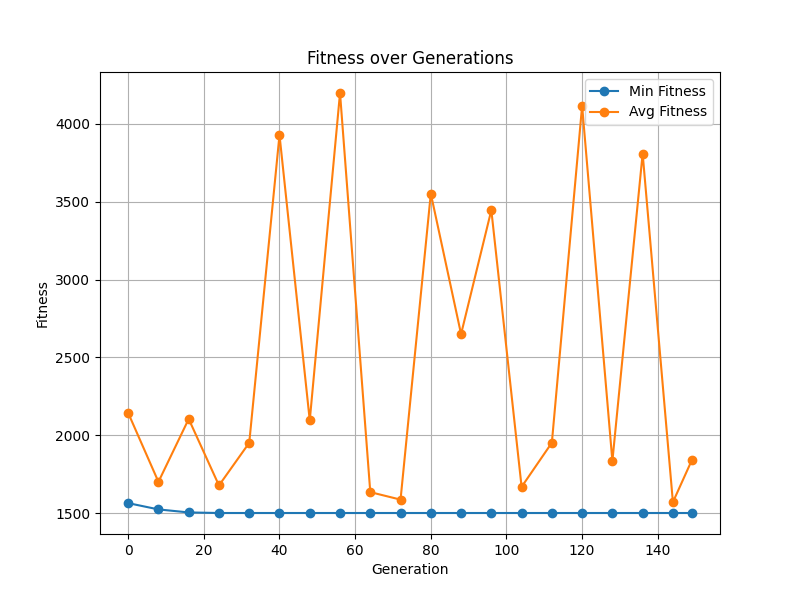 Fitness over Generations
Min Fitness
Avg Fitness
4000
3500
3000
2500
2000
1500
Fitness
0 20 40 60 80 100 120 140
Generation